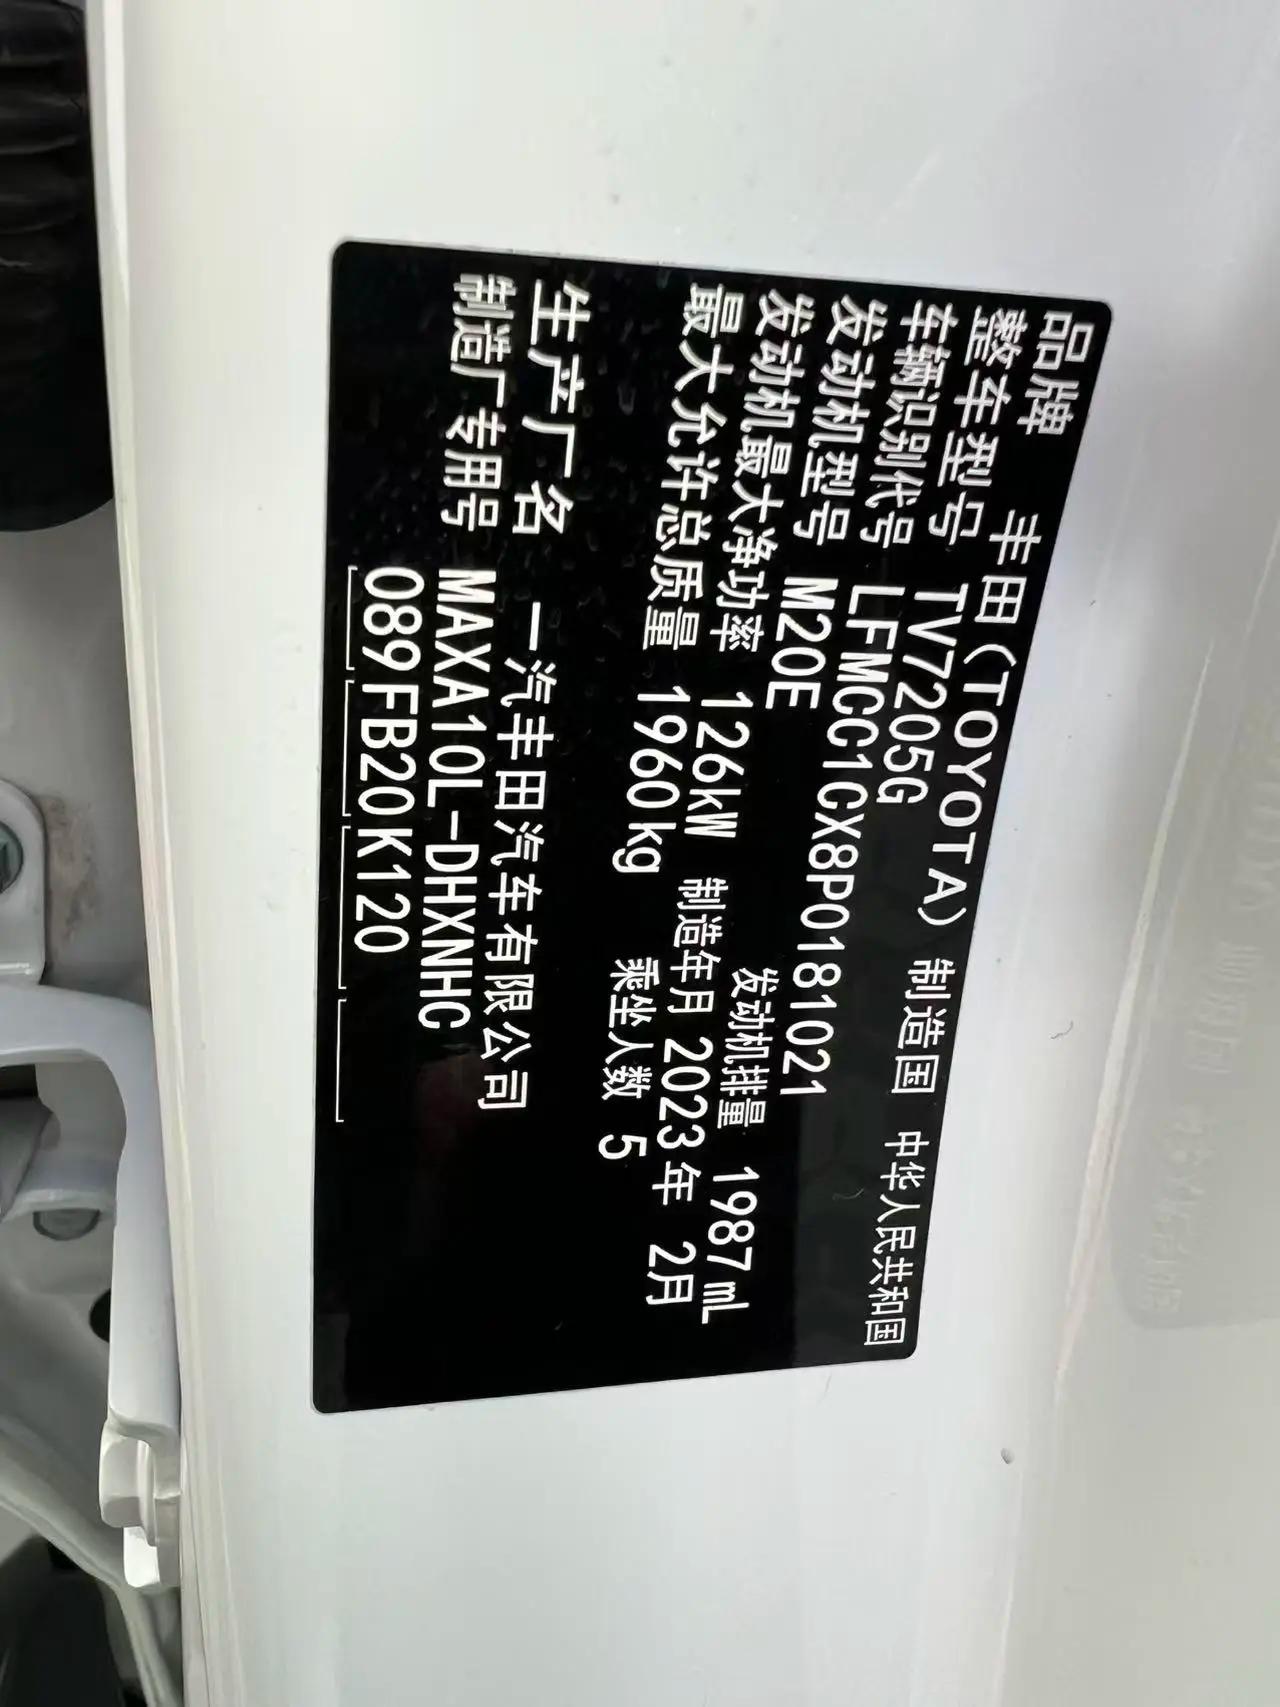 品牌 丰田(TOYOTA) 制造国 中华人民共和国
整车型号 TV7205G
车辆识别代号 LFMCC1GX8P0181021
发动机型号 M20E 发动机排量 1987mL
发动机最大净功率 126kW 制造年月 2023年 2月
最大允许总质量 1960kg 乘坐人数 5
生产厂名 一汽丰田汽车有限公司
制造厂专用号 MAXA10L-DHXNHC
089 FB20 K120